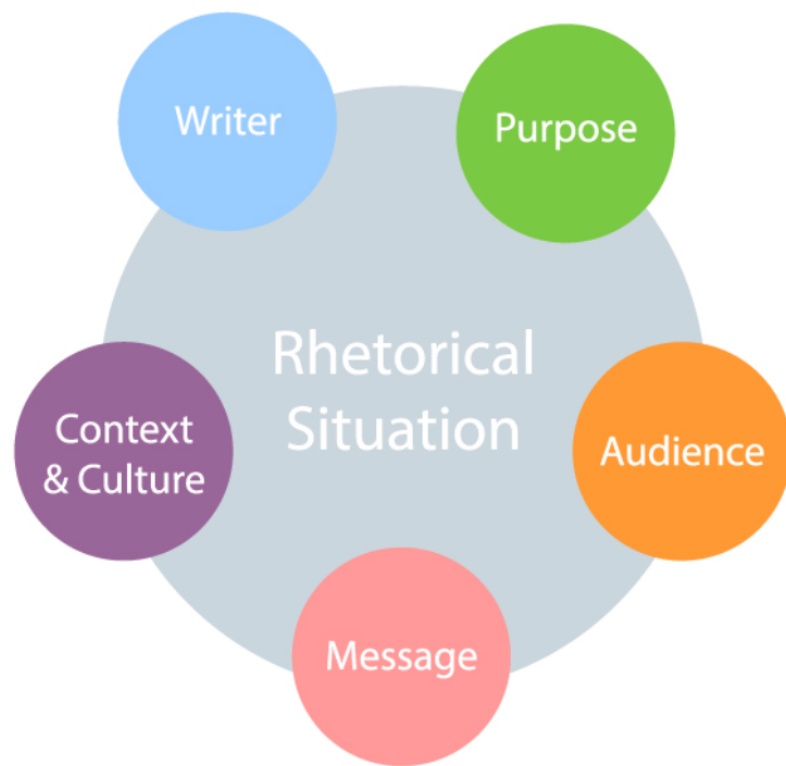 Writer
Purpose
Rhetorical
Situation
Context
& Culture
Audience
Message